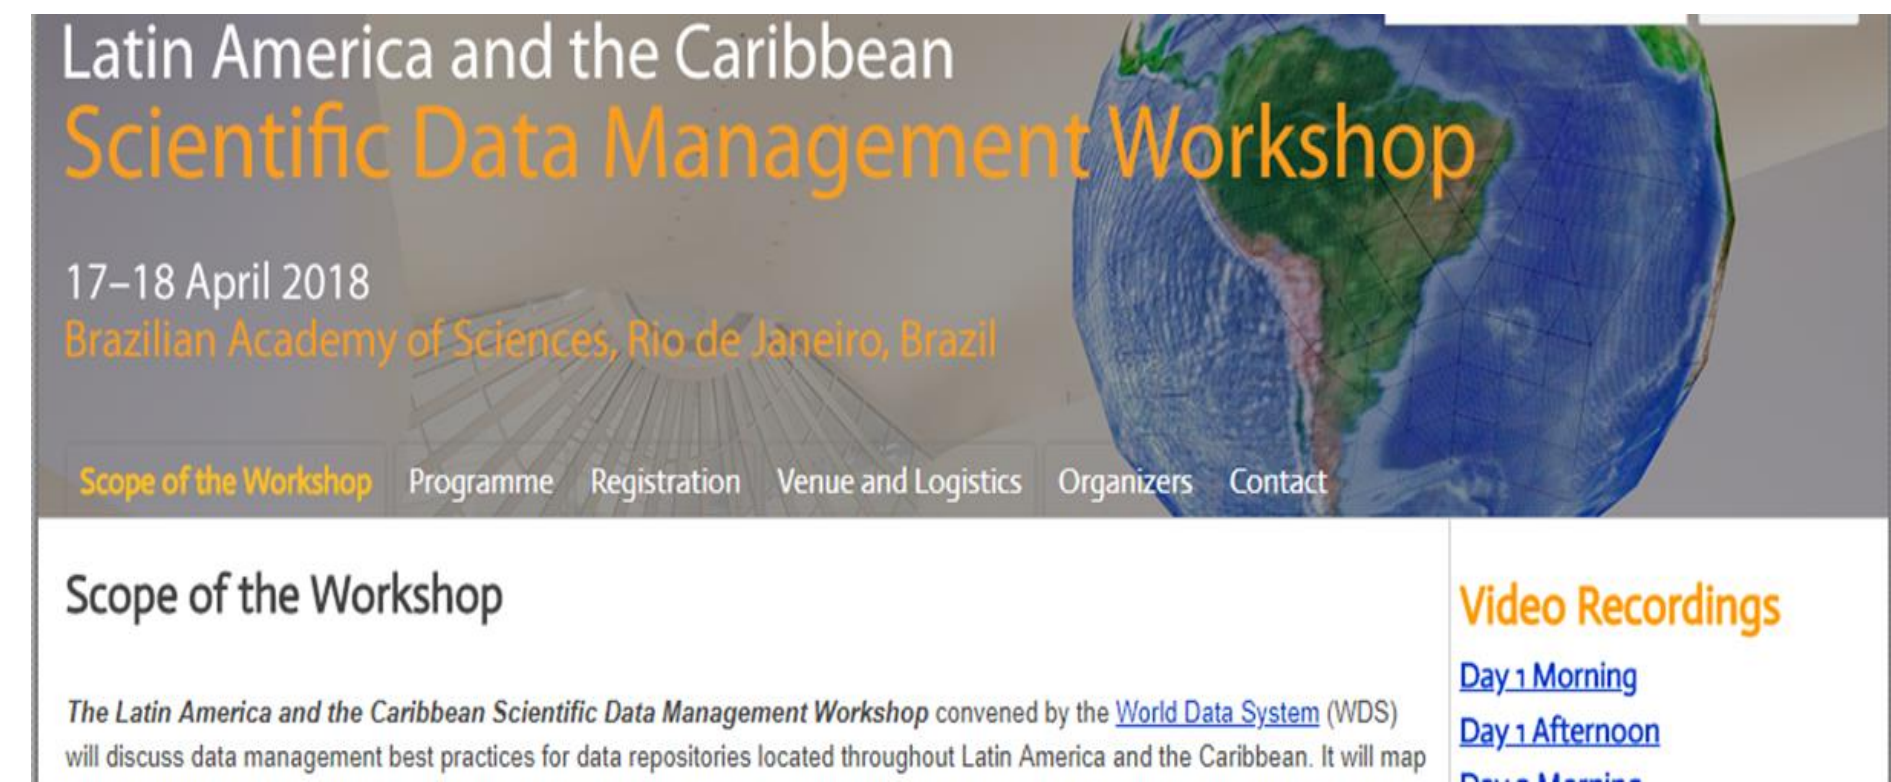 Latin America and the Caribbean
Scientific Data Management Workshop
17–18 April 2018
Brazilian Academy of Sciences, Rio de Janeiro, Brazil
Scope of the Workshop Programme Registration Venue and Logistics Organizers Contact
Scope of the Workshop
The Latin America and the Caribbean Scientific Data Management Workshop convened by the World Data System (WDS)
will discuss data management best practices for data repositories located throughout Latin America and the Caribbean. It will map
Video Recordings
Day 1 Morning
Day 1 Afternoon